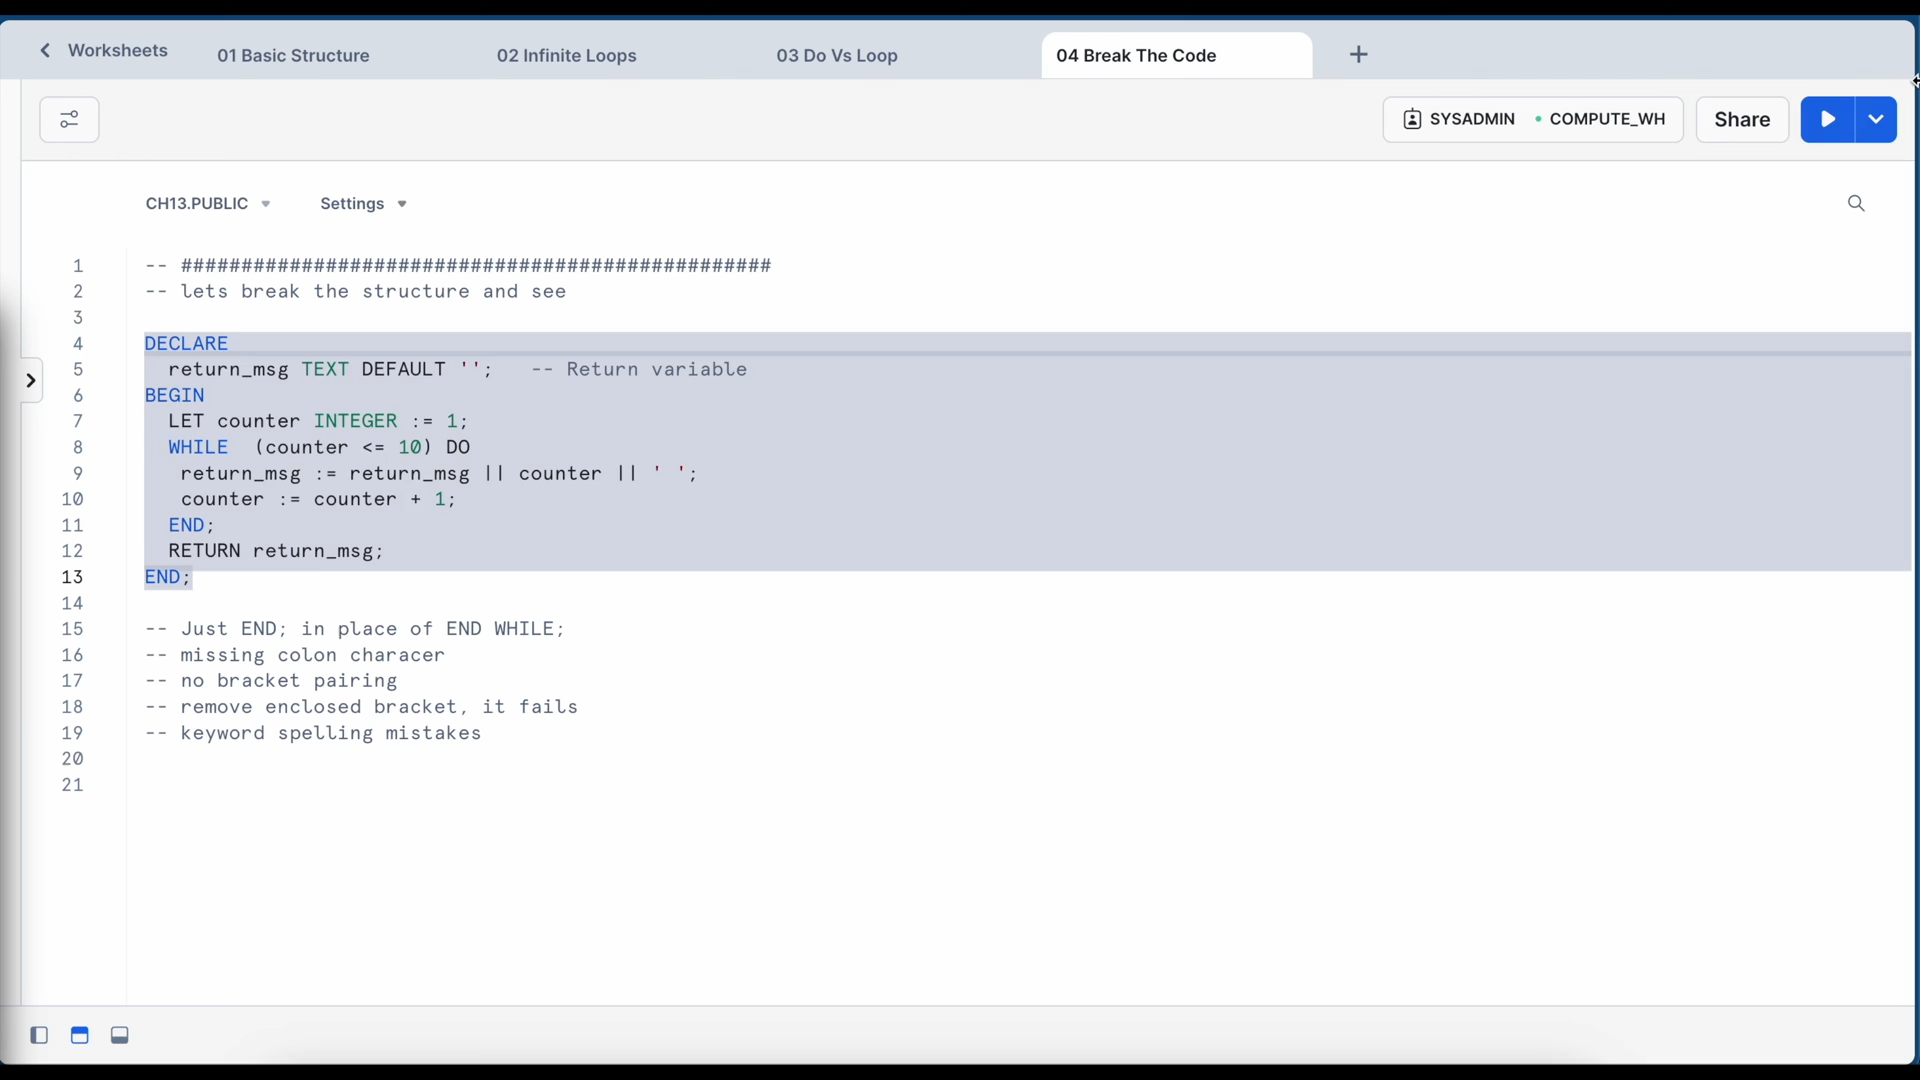 Worksheets 01 Basic Structure 02 Infinite Loops 03 Do Vs Loop 04 Break The Code +
SYSADMIN COMPUTE_WH Share
CH13.PUBLIC Settings
1 -- #################################################
2 -- lets break the structure and see
3
4 DECLARE
5 return_msg TEXT DEFAULT ''; -- Return variable
6 BEGIN
7 LET counter INTEGER := 1;
8 WHILE (counter <= 10) DO
9 return_msg := return_msg || counter || ' ';
10 counter := counter + 1;
11 END;
12 RETURN return_msg;
13 END;
14
15 -- Just END; in place of END WHILE;
16 -- missing colon characer
17 -- no bracket pairing
18 -- remove enclosed bracket, it fails
19 -- keyword spelling mistakes
20
21